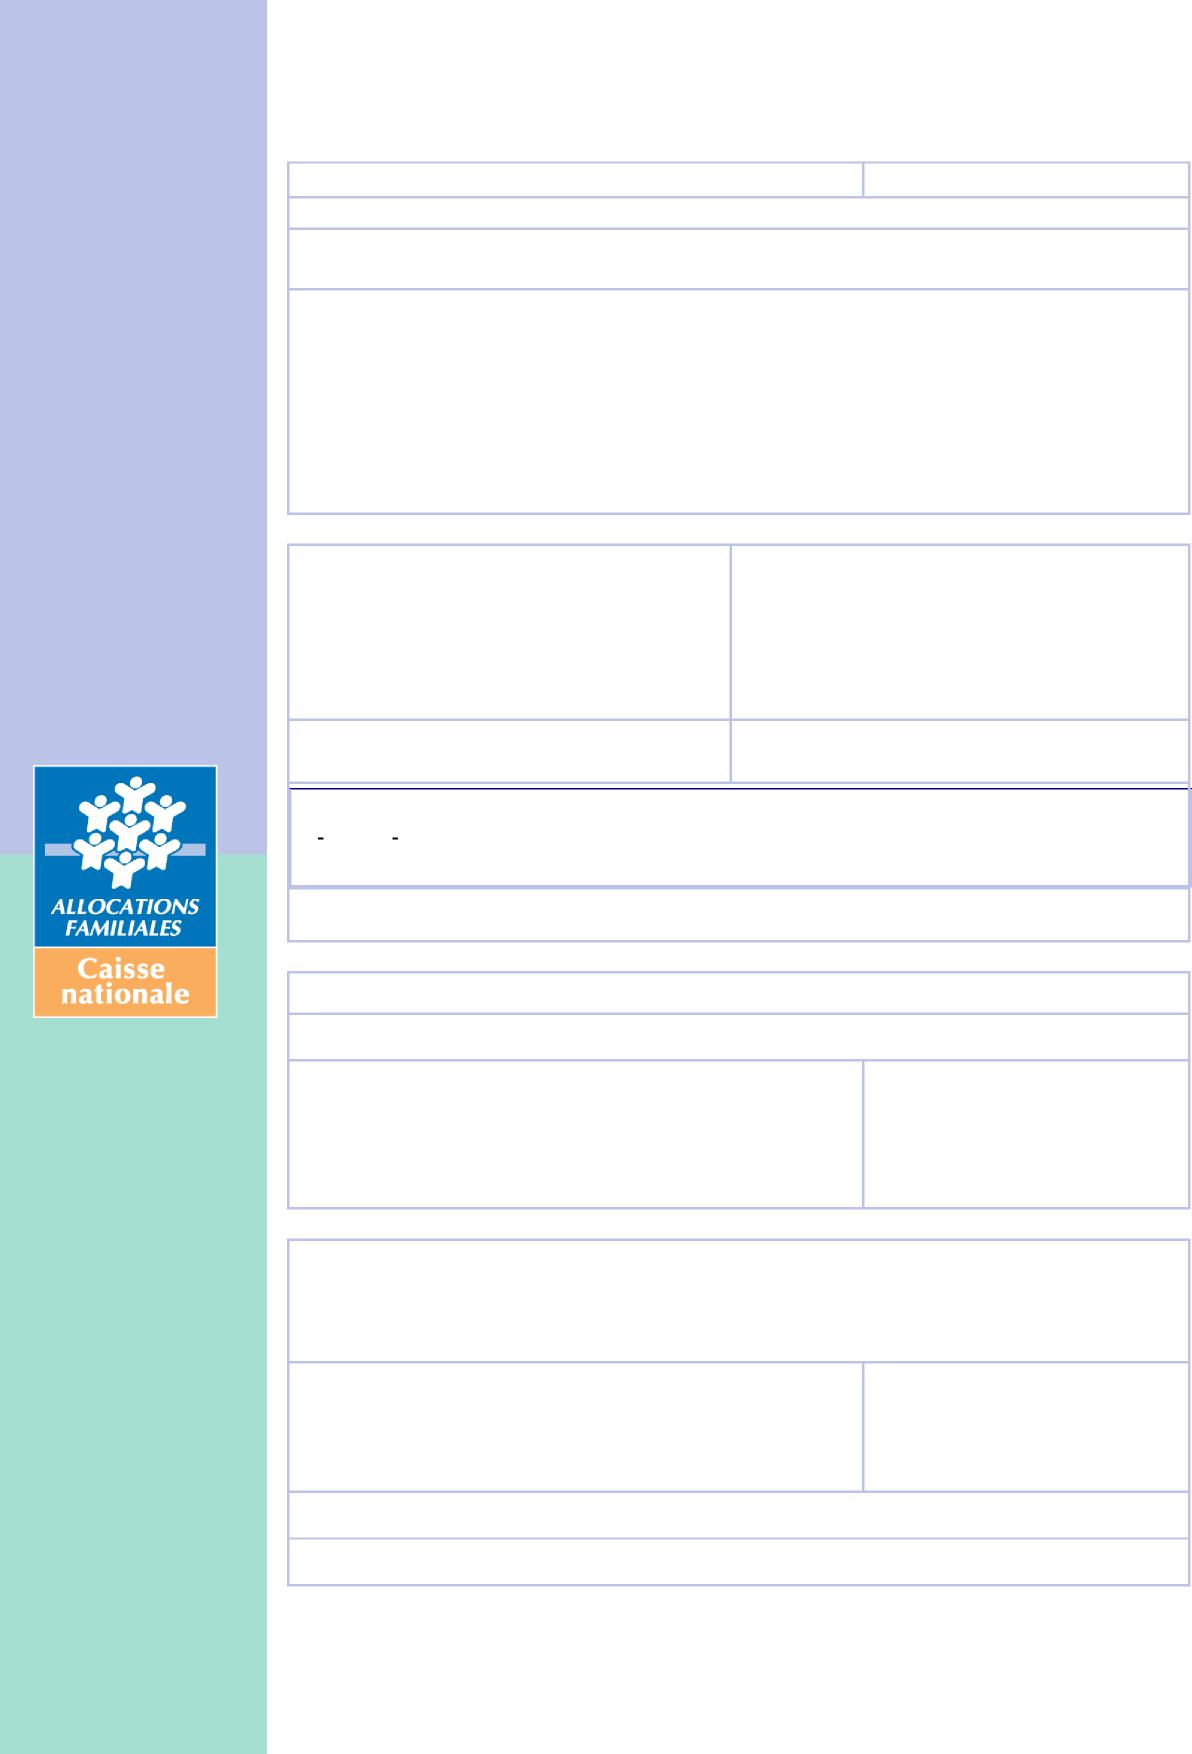 - -
ALLOCATIONS
FAMILIALES
Caisse
nationale